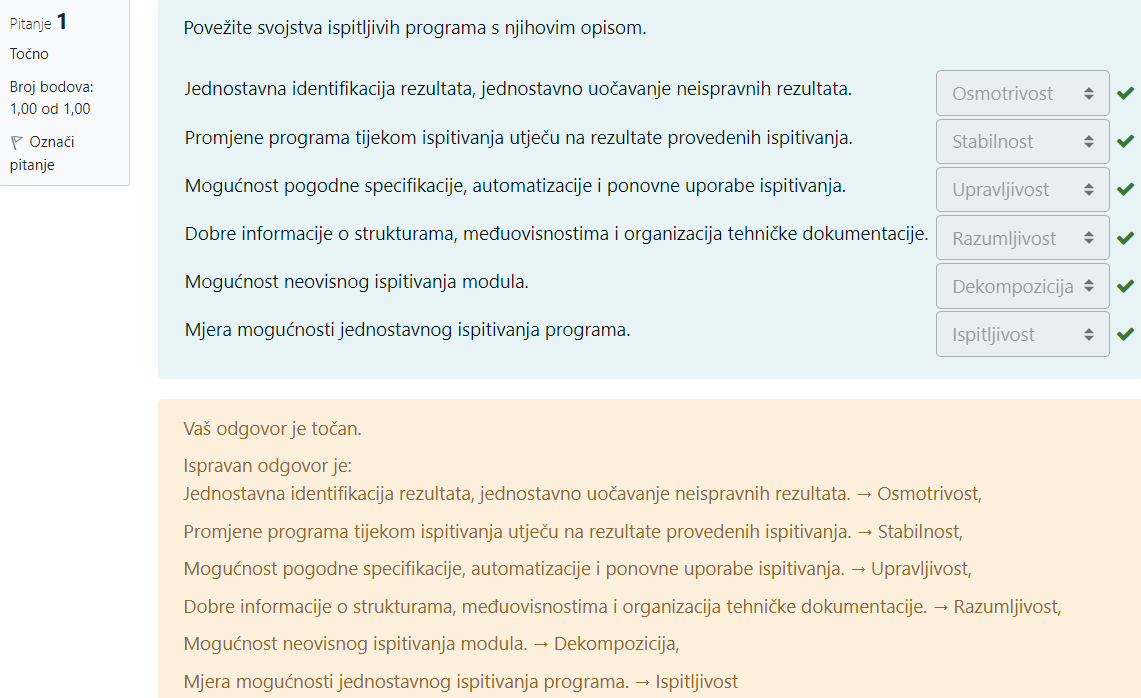 Pitanje 1
Točno
Broj bodova:
1,00 od 1,00
Označi
pitanje
Povežite svojstva ispitljivih programa s njihovim opisom.
Jednostavna identifikacija rezultata, jednostavno uočavanje neispravnih rezultata. Osmotrivost
Promjene programa tijekom ispitivanja utječu na rezultate provedenih ispitivanja. Stabilnost
Mogućnost pogodne specifikacije, automatizacije i ponovne uporabe ispitivanja. Upravljivost
Dobre informacije o strukturama, međuovisnostima i organizacija tehničke dokumentacije. Razumljivost
Mogućnost neovisnog ispitivanja modula. Dekompozicija
Mjera mogućnosti jednostavnog ispitivanja programa. Ispitljivost
Vaš odgovor je točan.
Ispravan odgovor je:
Jednostavna identifikacija rezultata, jednostavno uočavanje neispravnih rezultata. → Osmotrivost,
Promjene programa tijekom ispitivanja utječu na rezultate provedenih ispitivanja. → Stabilnost,
Mogućnost pogodne specifikacije, automatizacije i ponovne uporabe ispitivanja. → Upravljivost,
Dobre informacije o strukturama, međuovisnostima i organizacija tehničke dokumentacije. → Razumljivost,
Mogućnost neovisnog ispitivanja modula. → Dekompozicija,
Mjera mogućnosti jednostavnog ispitivanja programa. → Ispitljivost